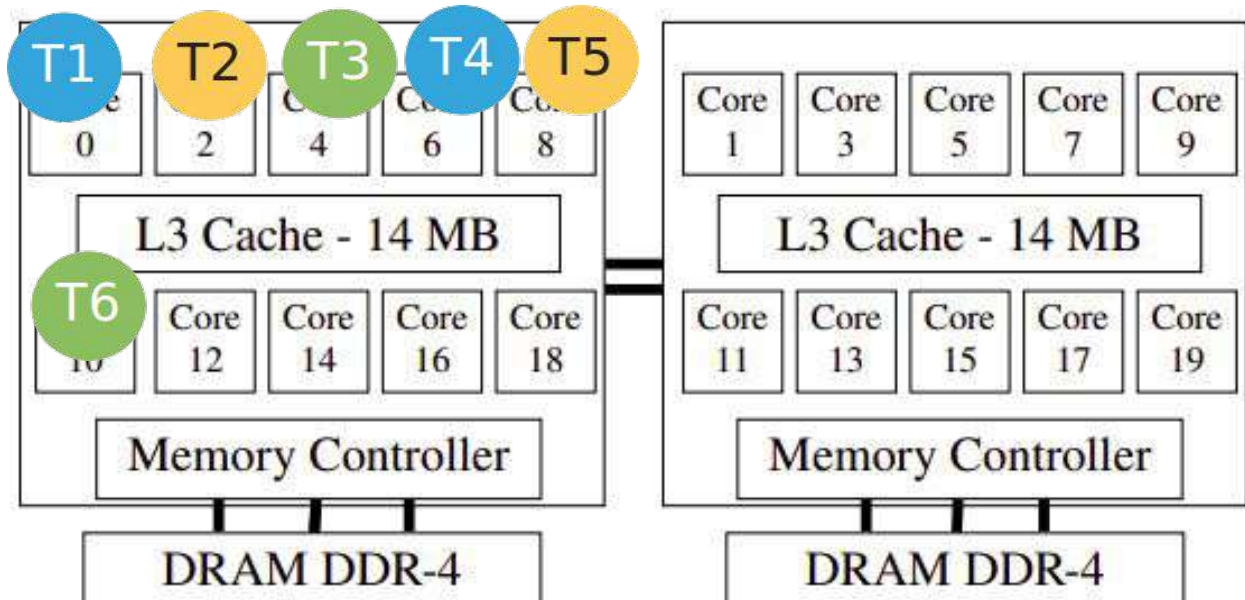 T1 T2 T3 T4 T5
0 2 C 4 C 6 Co 8
Core Core Core Core Core
1 3 5 7 9
L3 Cache - 14 MB
L3 Cache - 14 MB
T6
10
Core Core Core Core
12 14 16 18
Core Core Core Core Core
11 13 15 17 19
Memory Controller
Memory Controller
DRAM DDR-4
DRAM DDR-4